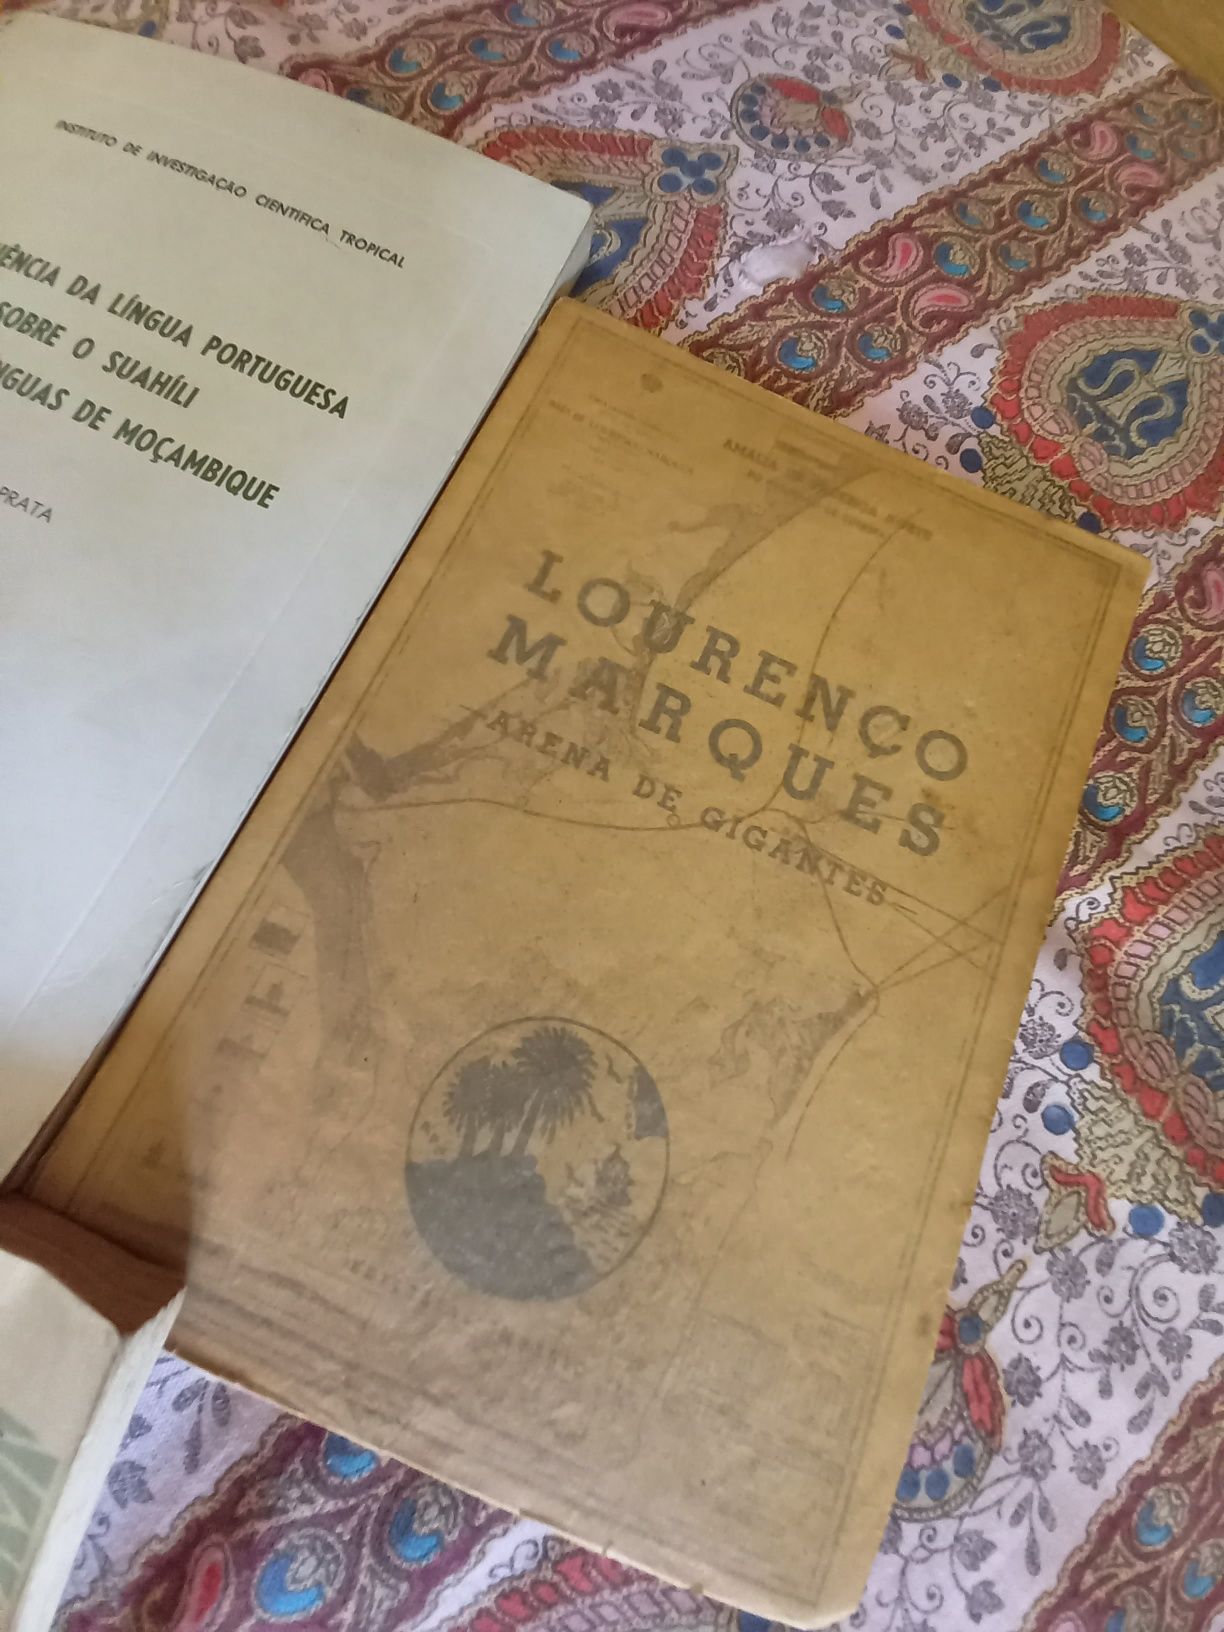 INSTITUTO DE INVESTIGAÇÃO CIENTÍFICA TROPICAL
ÊNCIA DA LÍNGUA PORTUGUESA
SOBRE O SUAHÍLI
NGUAS DE MOÇAMBIQUE
PRATA
LOURENÇO
MARQUES
ARENA DE GIGANTES